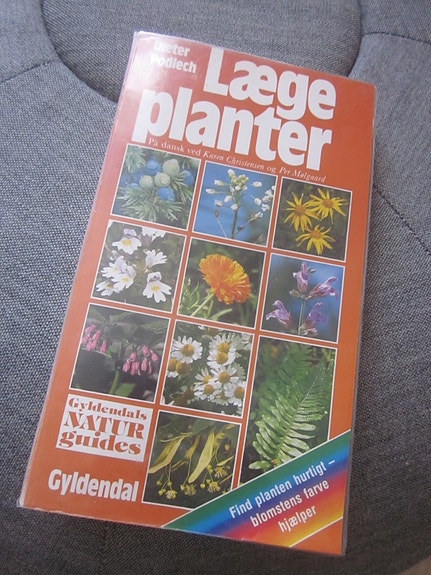 Dieter
Podlech
Læge
planter
På dansk ved Karen Christensen og Per Mølgaard
Gyldendals
NATUR
guides
Gyldendal
Find planten hurtigt –
blomstens farve
hjælper